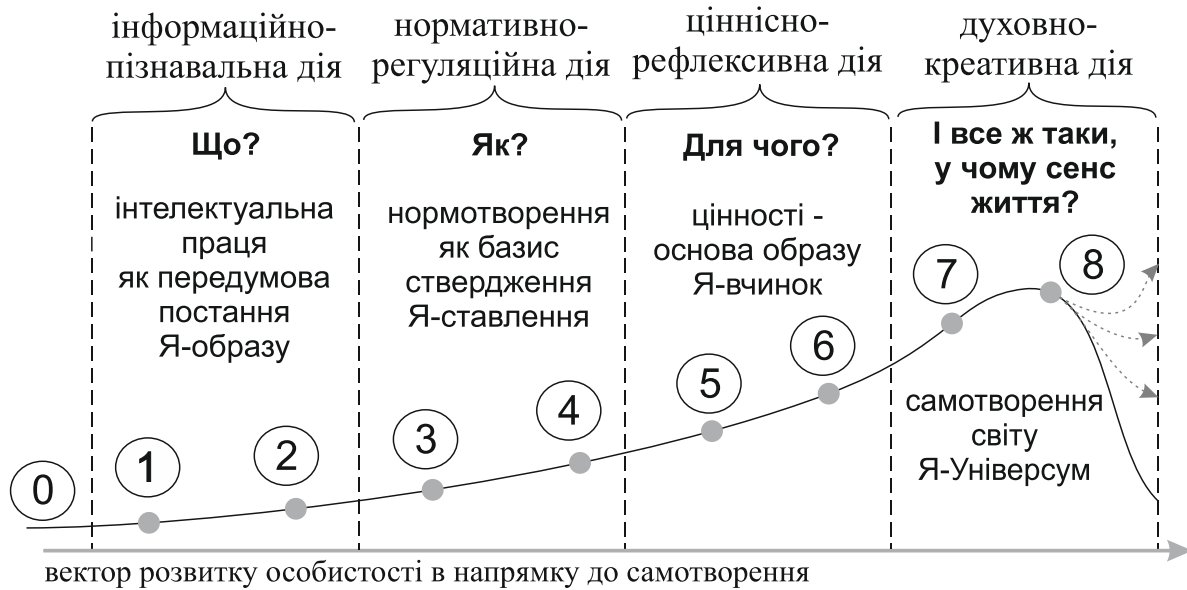 інформаційно-
пізнавальна дія
нормативно-
регуляційна дія
ціннісно-
рефлексивна дія
духовно-
креативна дія
Що?
інтелектуальна
праця
як передумова
постання
Я-образу
Як?
нормотворення
як базис
ствердження
Я-ставлення
Для чого?
цінності -
основа образу
Я-вчинок
І все ж таки,
у чому сенс
життя?
самотворення
світу
Я-Універсум
0
1
2
3
4
5
6
7
8
вектор розвитку особистості в напрямку до самотворення